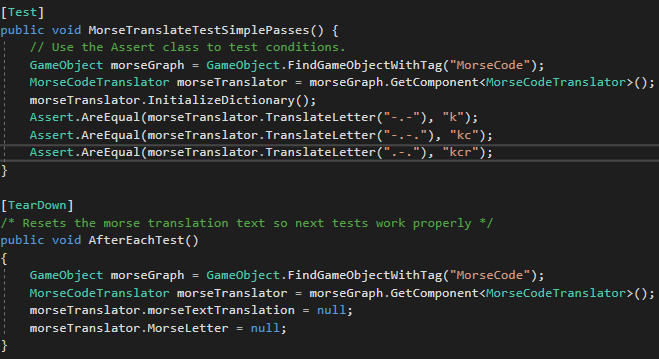 [Test]
public void MorseTranslateTestSimplePasses() {
// Use the Assert class to test conditions.
GameObject morseGraph = GameObject.FindGameObjectWithTag("MorseCode");
MorseCodeTranslator morseTranslator = morseGraph.GetComponent<MorseCodeTranslator>();
morseTranslator.InitializeDictionary();
Assert.AreEqual(morseTranslator.TranslateLetter("-.-"), "k");
Assert.AreEqual(morseTranslator.TranslateLetter("-.-."), "kc");
Assert.AreEqual(morseTranslator.TranslateLetter(".-."), "kcr");
}
[TearDown]
/* Resets the morse translation text so next tests work properly */
public void AfterEachTest()
{
GameObject morseGraph = GameObject.FindGameObjectWithTag("MorseCode");
MorseCodeTranslator morseTranslator = morseGraph.GetComponent<MorseCodeTranslator>();
morseTranslator.morseTextTranslation = null;
morseTranslator.MorseLetter = null;
}